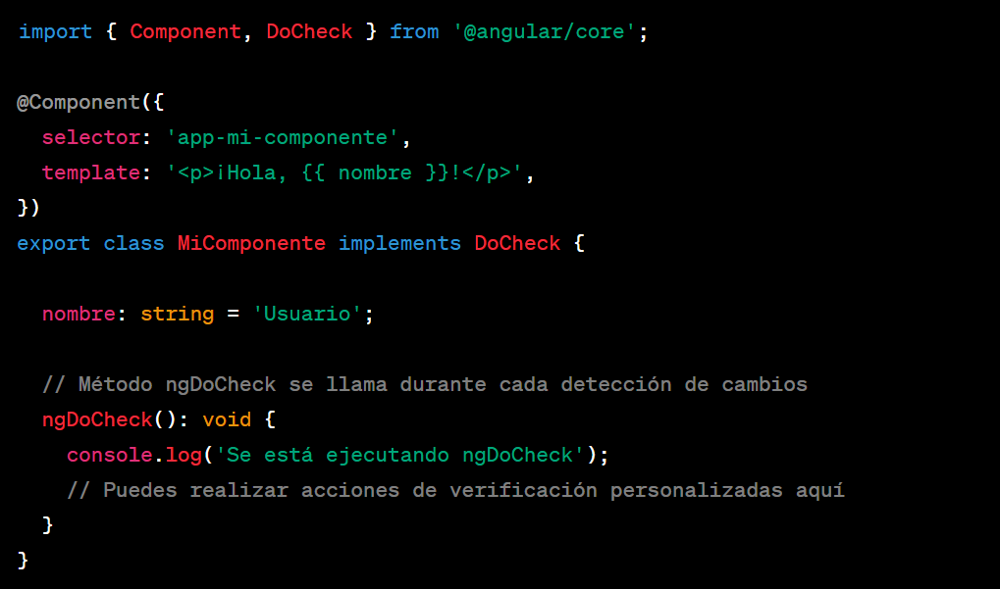 import { Component, DoCheck } from '@angular/core';
@Component({
  selector: 'app-mi-componente',
  template: '<p>¡Hola, {{ nombre }}!</p>',
})
export class MiComponente implements DoCheck {
  nombre: string = 'Usuario';
  // Método ngDoCheck se llama durante cada detección de cambios
  ngDoCheck(): void {
    console.log('Se está ejecutando ngDoCheck');
    // Puedes realizar acciones de verificación personalizadas aquí
  }
}